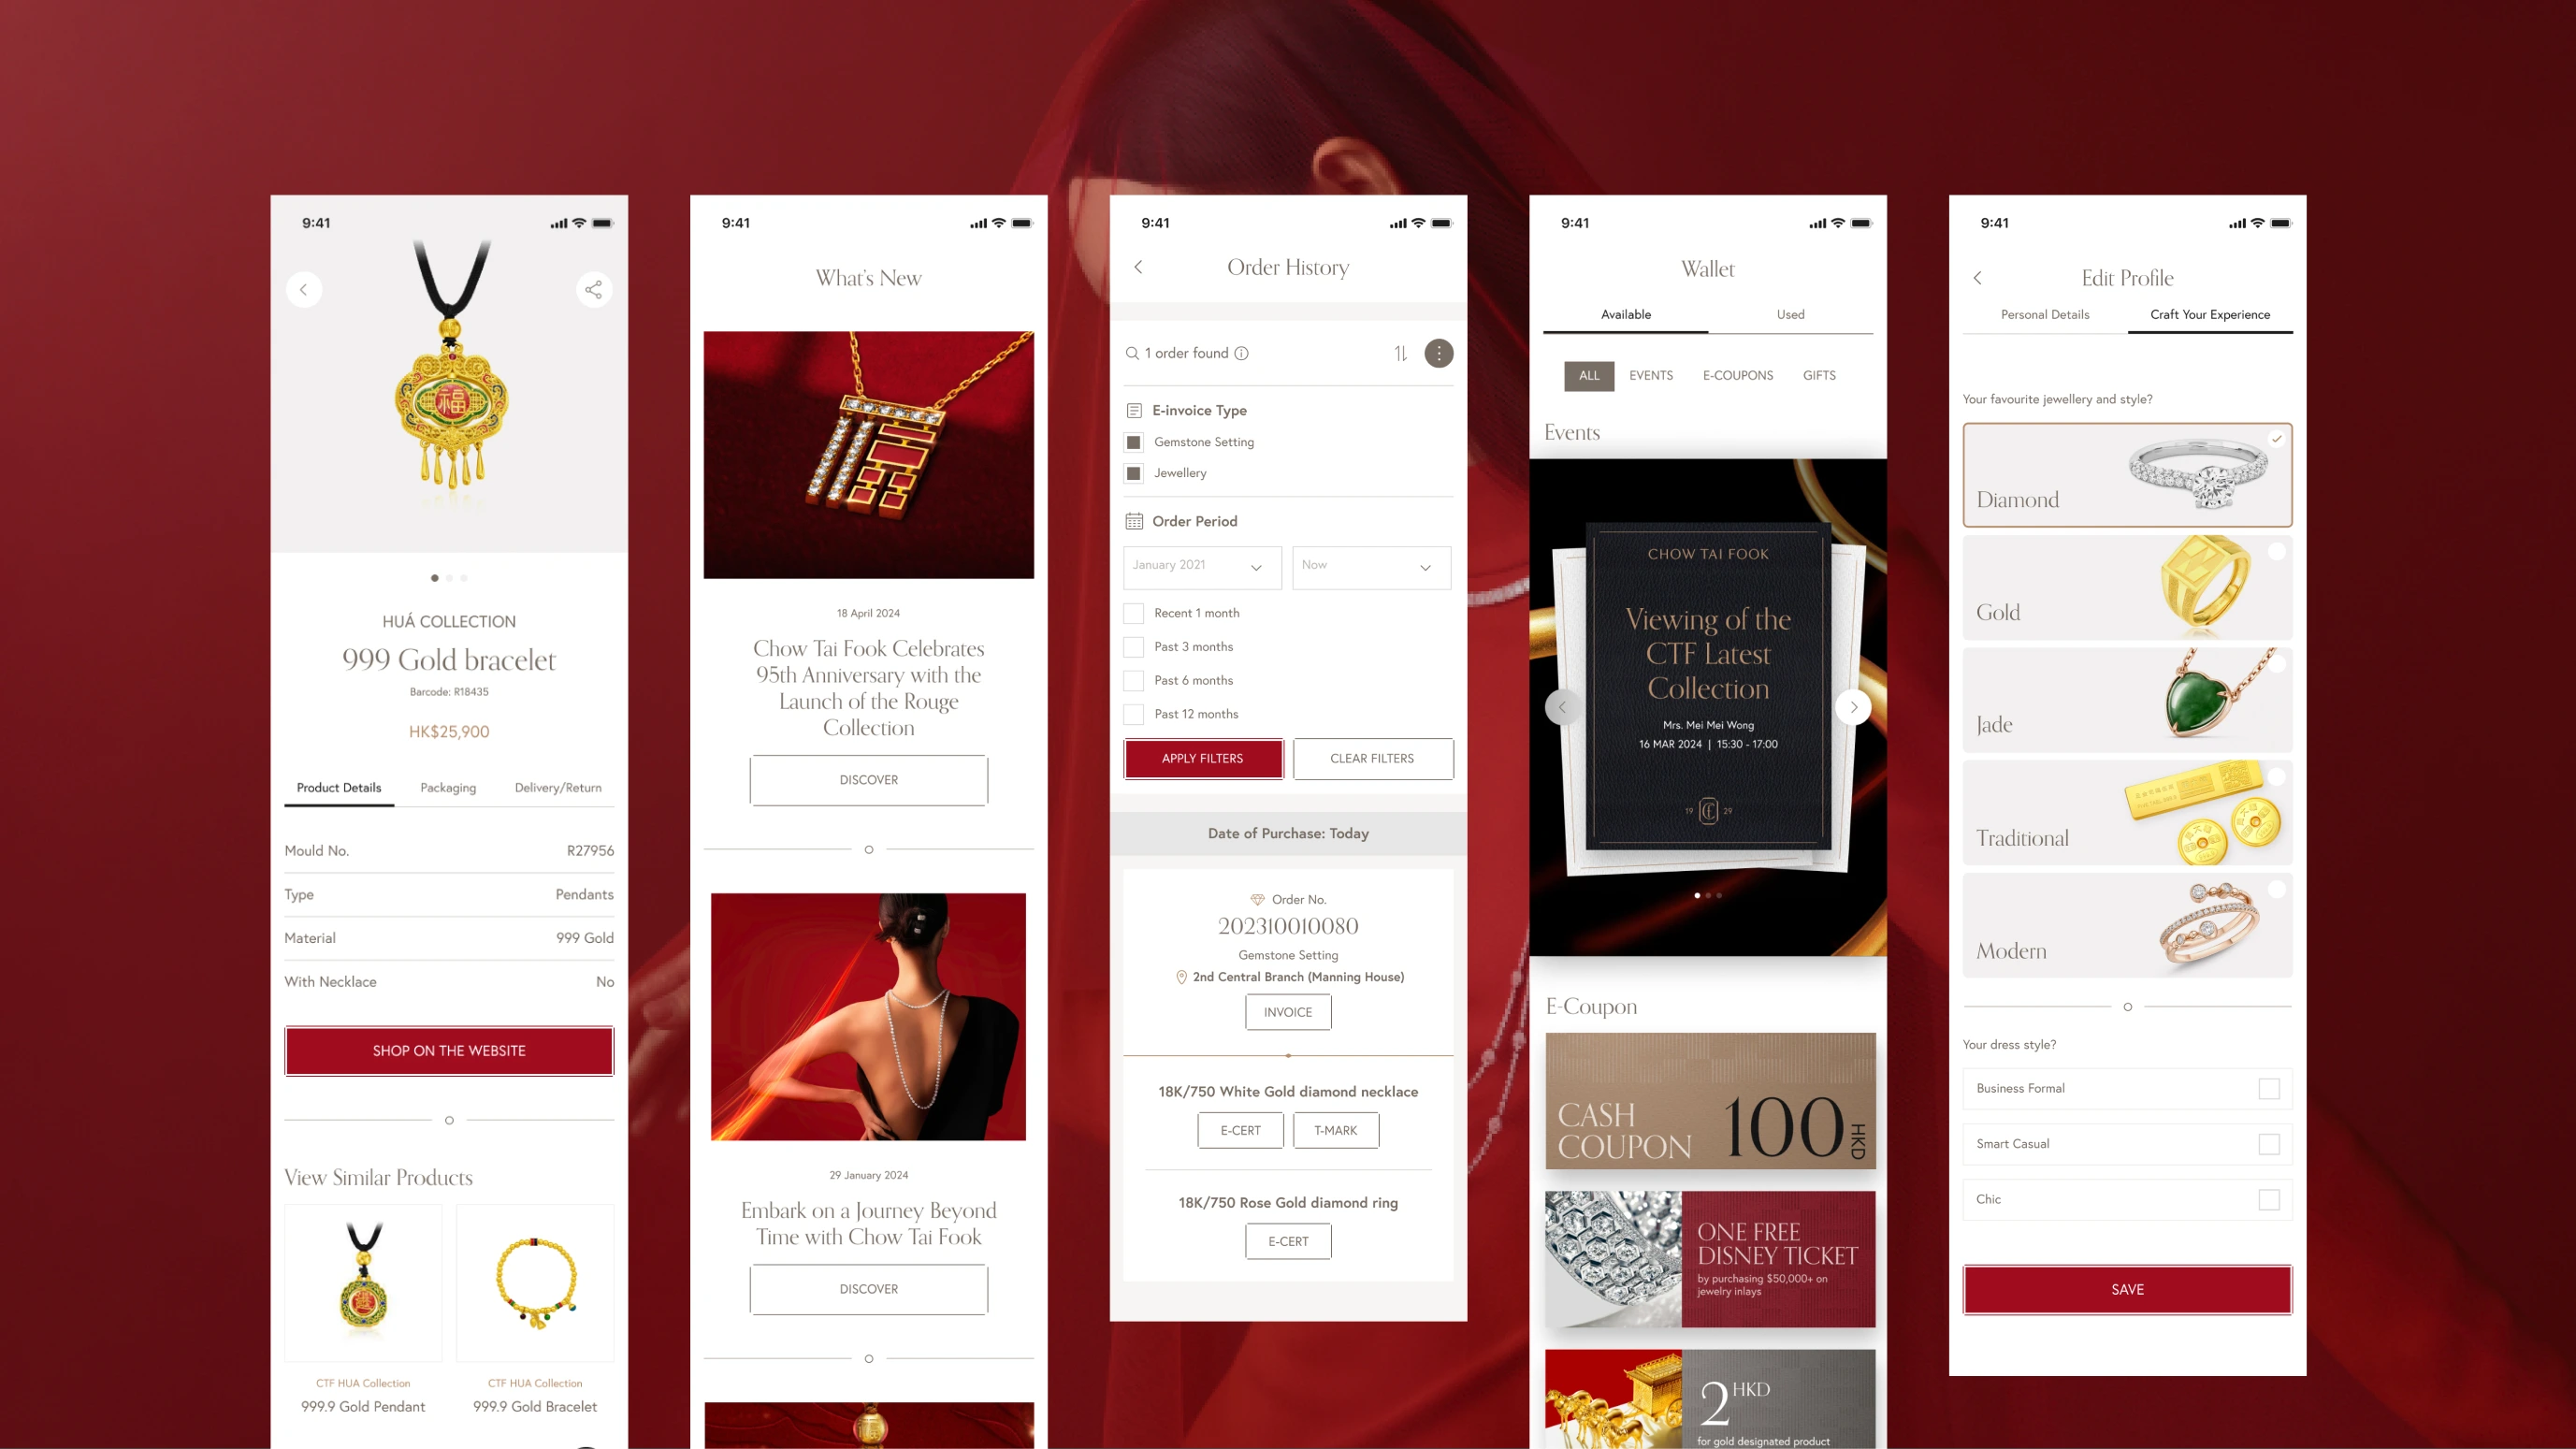 9:41
福
HUÁ COLLECTION
999 Gold bracelet
Barcode: R18435
HK$25,900
Product Details
Packaging
Delivery/Return
Mould No.
R27956
Type
Pendants
Material
999 Gold
With Necklace
No
SHOP ON THE WEBSITE
View Similar Products
CTF HUA Collection
999.9 Gold Pendant
CTF HUA Collection
999.9 Gold Bracelet
9:41
What's New
18 April 2024
Chow Tai Fook Celebrates
95th Anniversary with the
Launch of the Rouge
Collection
DISCOVER
29 January 2024
Embark on a Journey Beyond
Time with Chow Tai Fook
DISCOVER
9:41
Order History
1 order found
E-invoice Type
Gemstone Setting
Jewellery
Order Period
January 2021
Now
Recent 1 month
Past 3 months
Past 6 months
Past 12 months
APPLY FILTERS
CLEAR FILTERS
Date of Purchase: Today
Order No.
202310010080
Gemstone Setting
2nd Central Branch (Manning House)
INVOICE
18K/750 White Gold diamond necklace
E-CERT
T-MARK
18K/750 Rose Gold diamond ring
E-CERT
9:41
Wallet
Available
Used
ALL
EVENTS
E-COUPONS
GIFTS
Events
CHOW TAI FOOK
Viewing of the
CTF Latest
Collection
Mrs. Mei Mei Wong
16 MAR 2024 | 15:30 - 17:00
19
29
E-Coupon
CASH
COUPON
100
HKD
ONE FREE
DISNEY TICKET
by purchasing $50,000+ on
jewelry inlays
2 HKD
for gold designated product
9:41
Edit Profile
Personal Details
Craft Your Experience
Your favourite jewellery and style?
Diamond
Gold
Jade
Traditional
Modern
Your dress style?
Business Formal
Smart Casual
Chic
SAVE